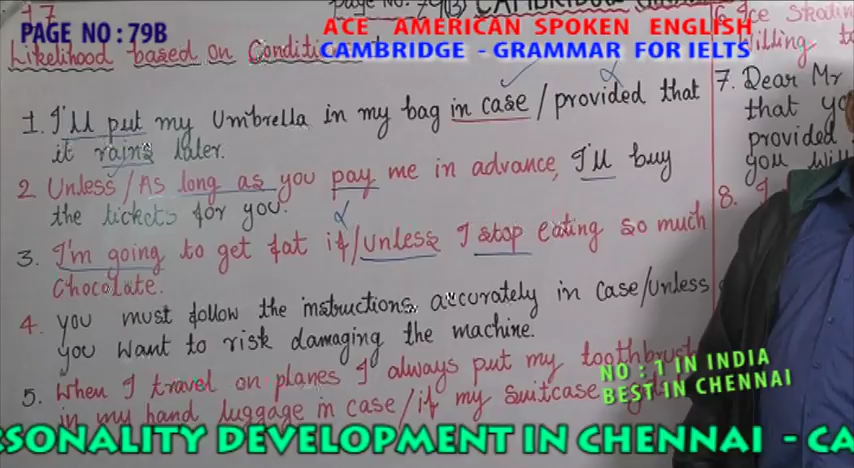 PAGE NO : 79B
ACE AMERICAN SPOKEN ENGLISH
CAMBRIDGE - GRAMMAR FOR IELTS
Likelihood based on
1. I'll put my Umbrella in my bag in case / provided that
it rains later.
2 Unless / As long as you pay me in advance, I'll buy
the tickets for you.
3. I'm going to get fat if / unless I stop eating so much
Chocolate.
4. you must follow the instructions accurately in case / unless
you want to risk damaging the machine.
5. When I travel on planes I always put my toothbrush
in my hand luggage in case / if my suitcase
7. Dear Mr
that
provided
you will
8. I
NO : 1 IN INDIA
BEST IN CHENNAI
PERSONALITY DEVELOPMENT IN CHENNAI - CA